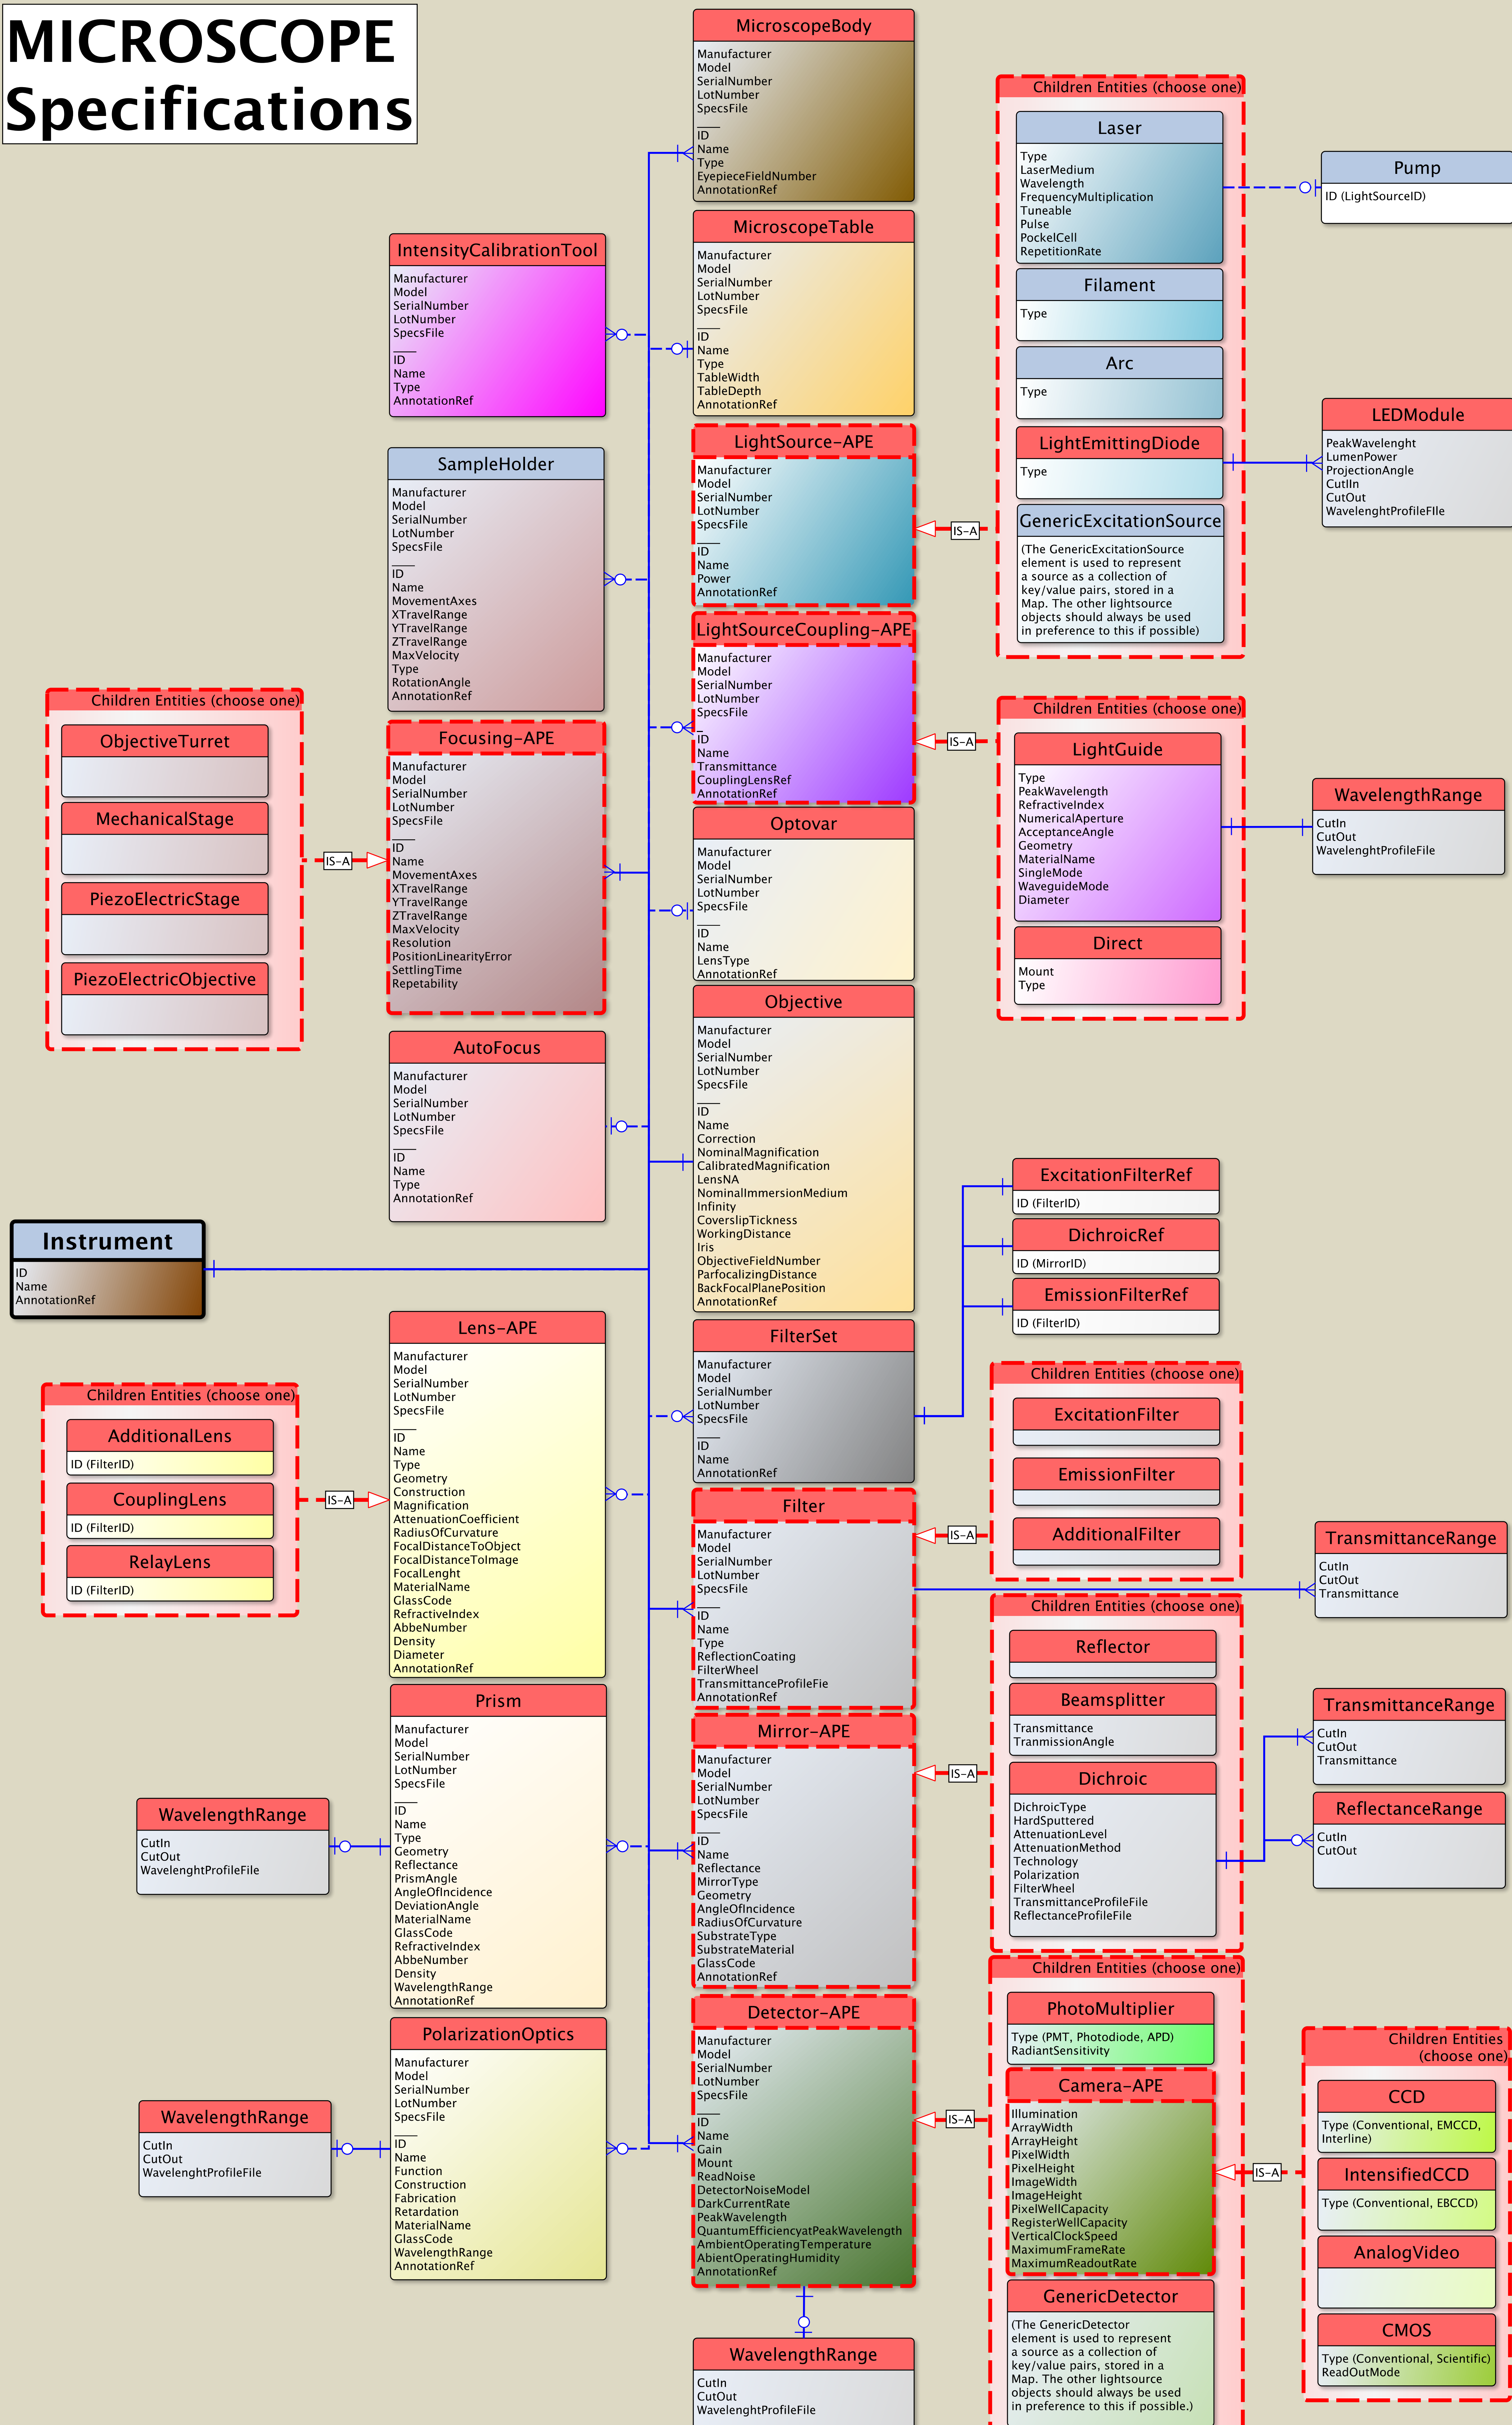 MICROSCOPE
Specifications
MicroscopeBody
Manufacturer
Model
SerialNumber
LotNumber
SpecsFile
ID
Name
Type
EyepieceFieldNumber
AnnotationRef
MicroscopeTable
Manufacturer
Model
SerialNumber
LotNumber
SpecsFile
ID
Name
Type
TableWidth
TableDepth
AnnotationRef
IntensityCalibrationTool
Manufacturer
Model
SerialNumber
LotNumber
SpecsFile
ID
Name
Type
AnnotationRef
Children Entities (choose one)
Laser
Type
LaserMedium
Wavelength
FrequencyMultiplication
Tuneable
Pulse
PockelCell
RepetitionRate
Pump
ID (LightSourceID)
Filament
Type
Arc
Type
LightEmittingDiode
Type
LEDModule
PeakWavelenght
LumenPower
ProjectionAngle
CutIIn
CutOut
WavelenghtProfileFIle
GenericExcitationSource
(The GenericExcitationSource
element is used to represent
a source as a collection of
key/value pairs, stored in a
Map. The other lightsource
objects should always be used
in preference to this if possible)
LightSource-APE
Manufacturer
Model
SerialNumber
LotNumber
SpecsFile
ID
Name
Power
AnnotationRef
IS-A
SampleHolder
Manufacturer
Model
SerialNumber
LotNumber
SpecsFile
ID
Name
MovementAxes
XTravelRange
YTravelRange
ZTravelRange
MaxVelocity
Type
RotationAngle
AnnotationRef
LightSourceCoupling-APE
Manufacturer
Model
SerialNumber
LotNumber
SpecsFile
ID
Name
Transmittance
CouplingLensRef
AnnotationRef
IS-A
Children Entities (choose one)
LightGuide
Type
PeakWavelength
RefractiveIndex
NumericalAperture
AcceptanceAngle
Geometry
MaterialName
SingleMode
WaveguideMode
Diameter
WavelengthRange
CutIn
CutOut
WavelenghtProfileFile
Direct
Mount
Type
Children Entities (choose one)
ObjectiveTurret
MechanicalStage
PiezoElectricStage
PiezoElectricObjective
IS-A
Focusing-APE
Manufacturer
Model
SerialNumber
LotNumber
SpecsFile
ID
Name
MovementAxes
XTravelRange
YTravelRange
ZTravelRange
MaxVelocity
Resolution
PositionLinearityError
SettlingTime
Repetability
Optovar
Manufacturer
Model
SerialNumber
LotNumber
SpecsFile
ID
Name
LensType
AnnotationRef
Objective
Manufacturer
Model
SerialNumber
LotNumber
SpecsFile
ID
Name
Correction
NominalMagnification
CalibratedMagnification
LensNA
NominalImmersionMedium
Infinity
CoverslipTickness
WorkingDistance
Iris
ObjectiveFieldNumber
ParfocalizingDistance
BackFocalPlanePosition
AnnotationRef
AutoFocus
Manufacturer
Model
SerialNumber
LotNumber
SpecsFile
ID
Name
Type
AnnotationRef
Instrument
ID
Name
AnnotationRef
ExcitationFilterRef
ID (FilterID)
DichroicRef
ID (MirrorID)
EmissionFilterRef
ID (FilterID)
FilterSet
Manufacturer
Model
SerialNumber
LotNumber
SpecsFile
ID
Name
AnnotationRef
Lens-APE
Manufacturer
Model
SerialNumber
LotNumber
SpecsFile
ID
Name
Type
Geometry
Construction
Magnification
AttenuationCoefficient
RadiusOfCurvature
FocalDistanceToObject
FocalDistanceToImage
FocalLenght
MaterialName
GlassCode
RefractiveIndex
AbbeNumber
Density
Diameter
AnnotationRef
Children Entities (choose one)
AdditionalLens
ID (FilterID)
CouplingLens
ID (FilterID)
RelayLens
ID (FilterID)
IS-A
Children Entities (choose one)
ExcitationFilter
EmissionFilter
AdditionalFilter
IS-A
Filter
Manufacturer
Model
SerialNumber
LotNumber
SpecsFile
ID
Name
Type
ReflectionCoating
FilterWheel
TransmittanceProfileFie
AnnotationRef
TransmittanceRange
CutIn
CutOut
Transmittance
Children Entities (choose one)
Reflector
Beamsplitter
Transmittance
TranmissionAngle
Dichroic
DichroicType
HardSputtered
AttenuationLevel
AttenuationMethod
Technology
Polarization
FilterWheel
TransmittanceProfileFile
ReflectanceProfileFile
TransmittanceRange
CutIn
CutOut
Transmittance
ReflectanceRange
CutIn
CutOut
IS-A
Mirror-APE
Manufacturer
Model
SerialNumber
LotNumber
SpecsFile
ID
Name
Reflectance
MirrorType
Geometry
AngleOfIncidence
RadiusOfCurvature
SubstrateType
SubstrateMaterial
GlassCode
AnnotationRef
Prism
Manufacturer
Model
SerialNumber
LotNumber
SpecsFile
ID
Name
Type
Geometry
Reflectance
PrismAngle
AngleOfIncidence
DeviationAngle
MaterialName
GlassCode
RefractiveIndex
AbbeNumber
Density
WavelengthRange
AnnotationRef
WavelengthRange
CutIn
CutOut
WavelenghtProfileFile
PolarizationOptics
Manufacturer
Model
SerialNumber
LotNumber
SpecsFile
ID
Name
Function
Construction
Fabrication
Retardation
MaterialName
GlassCode
WavelengthRange
AnnotationRef
WavelengthRange
CutIn
CutOut
WavelenghtProfileFile
Detector-APE
Manufacturer
Model
SerialNumber
LotNumber
SpecsFile
ID
Name
Gain
Mount
ReadNoise
DetectorNoiseModel
DarkCurrentRate
PeakWavelength
QuantumEfficiencyatPeakWavelength
AmbientOperatingTemperature
AbientOperatingHumidity
AnnotationRef
IS-A
Children Entities (choose one)
PhotoMultiplier
Type (PMT, Photodiode, APD)
RadiantSensitivity
Camera-APE
Illumination
ArrayWidth
ArrayHeight
PixelWidth
PixelHeight
ImageWidth
ImageHeight
PixelWellCapacity
RegisterWellCapacity
VerticalClockSpeed
MaximumFrameRate
MaximumReadoutRate
IS-A
Children Entities
(choose one)
CCD
Type (Conventional, EMCCD,
Interline)
IntensifiedCCD
Type (Conventional, EBCCD)
AnalogVideo
CMOS
Type (Conventional, Scientific)
ReadOutMode
GenericDetector
(The GenericDetector
element is used to represent
a source as a collection of
key/value pairs, stored in a
Map. The other lightsource
objects should always be used
in preference to this if possible.)
WavelengthRange
CutIn
CutOut
WavelenghtProfileFile